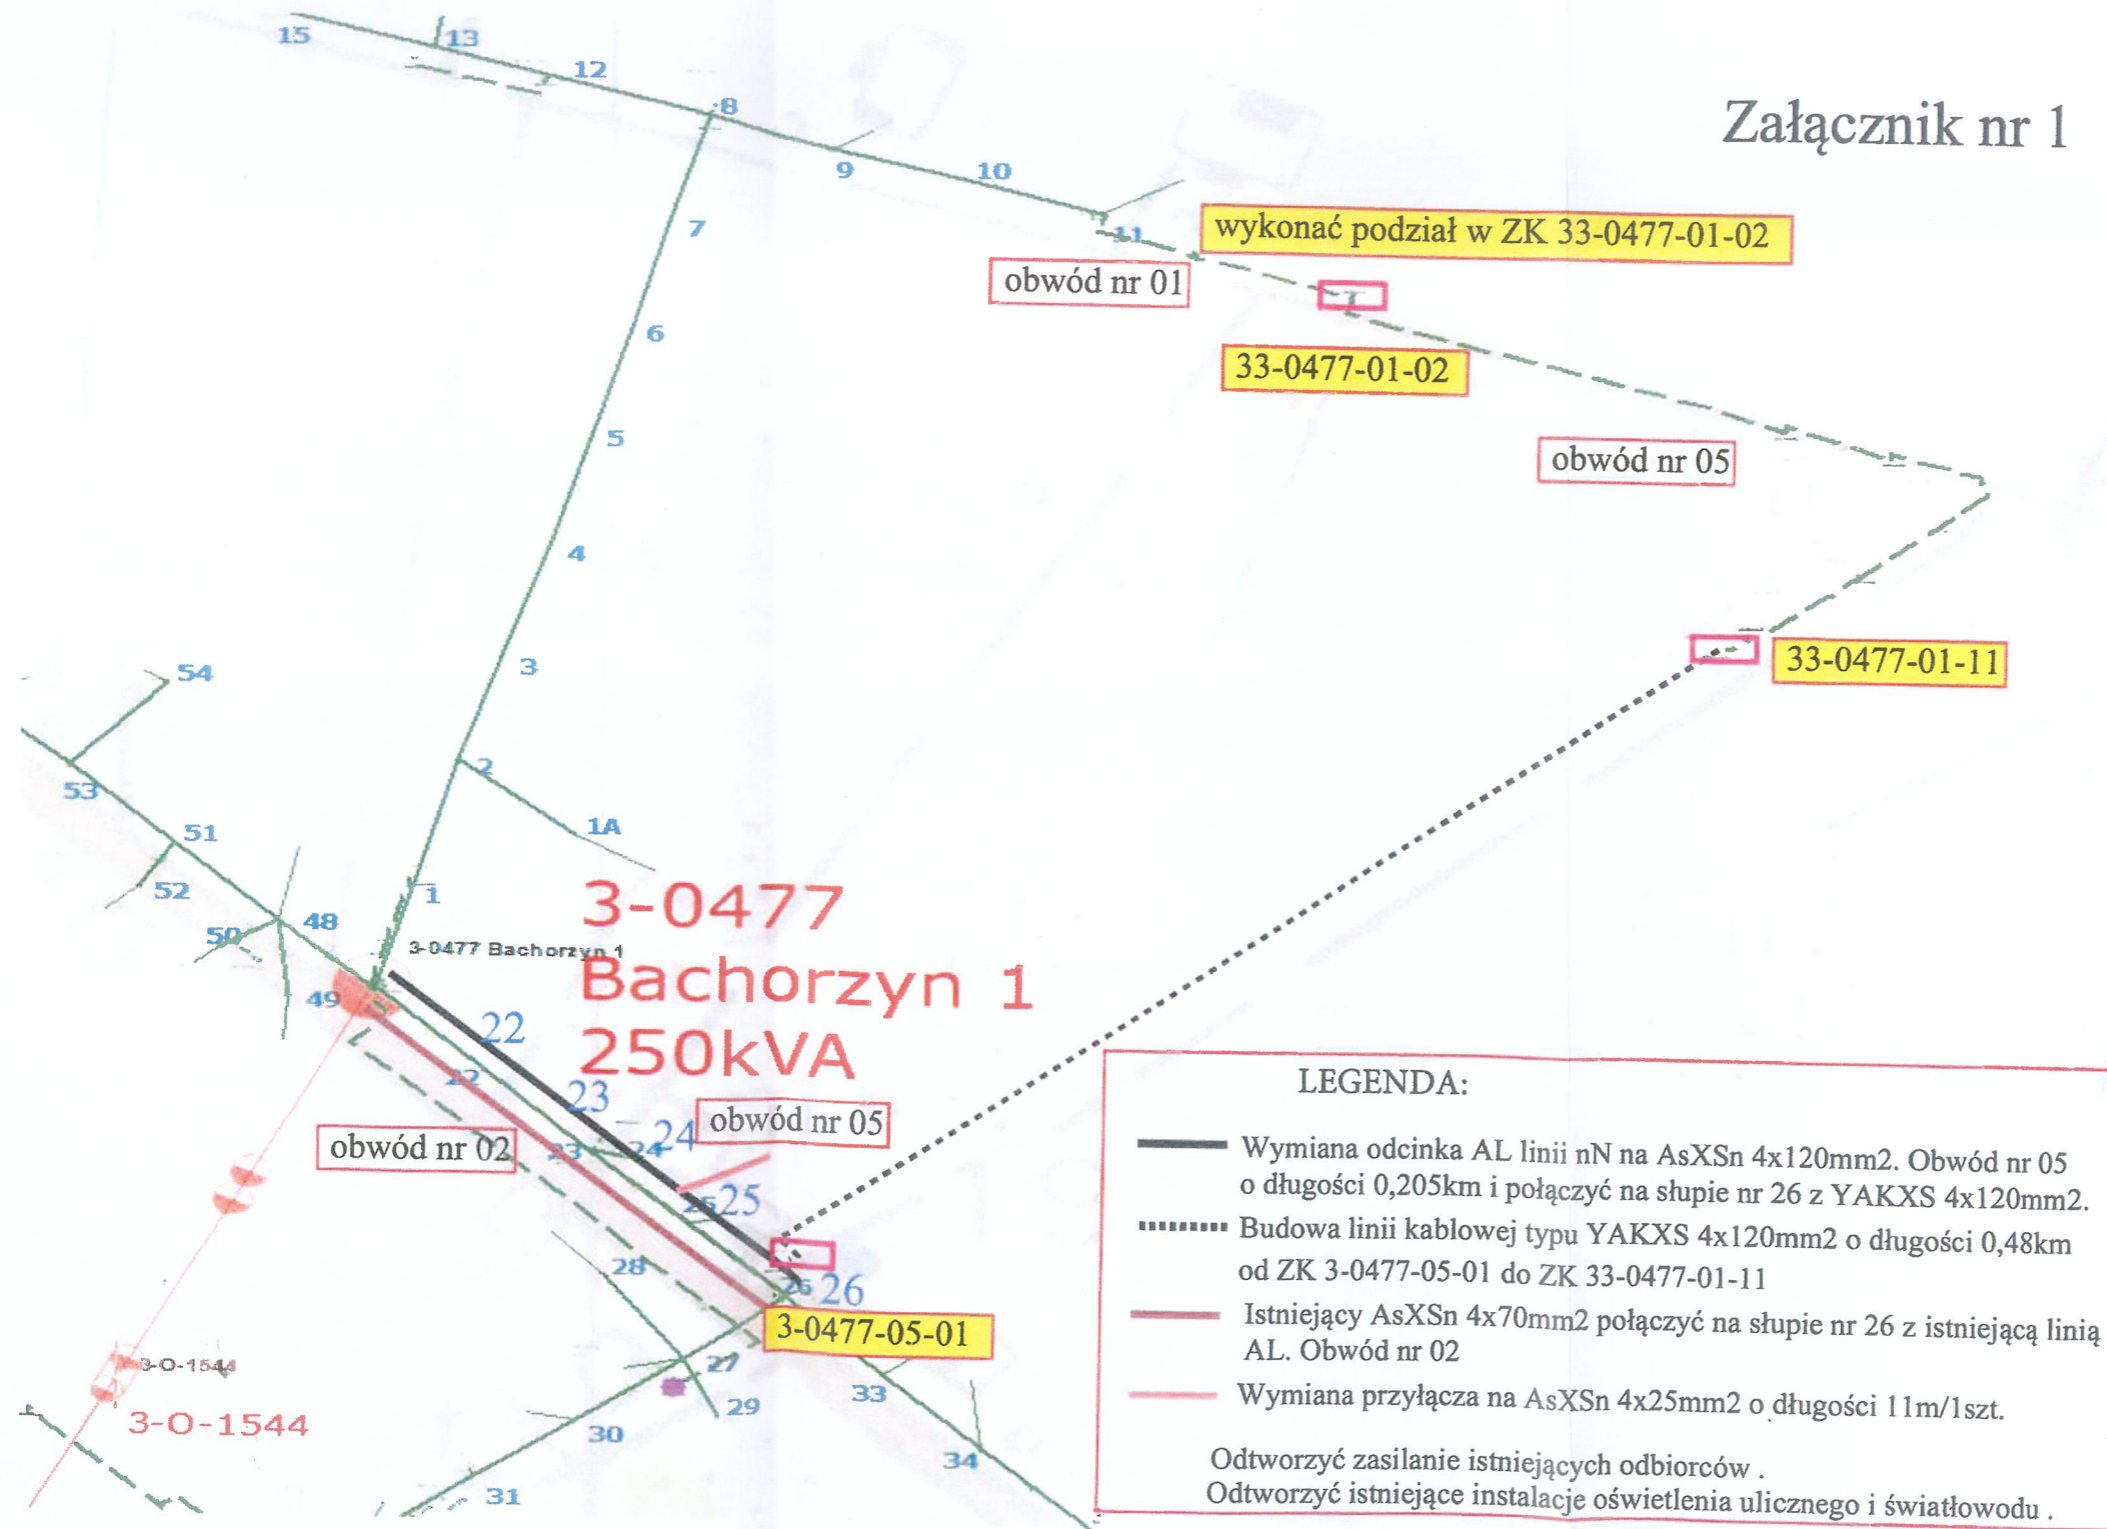 Załącznik nr 1
15
13
12
8
9
10
11
wykonać podział w ZK 33-0477-01-02
obwód nr 01
33-0477-01-02
obwód nr 05
33-0477-01-11
7
6
5
4
3
2
1A
1
54
53
51
52
50
48
49
3-0477 Bachorzyn 1
3-0477
Bachorzyn 1
250kVA
22
22
23
23
24
24
obwód nr 05
obwód nr 02
25
25
26
26
3-0477-05-01
28
27
29
30
31
33
34
3-O-1544
3-O-1544
LEGENDA:
Wymiana odcinka AL linii nN na AsXSn 4x120mm2. Obwód nr 05
o długości 0,205km i połączyć na słupie nr 26 z YAKXS 4x120mm2.
Budowa linii kablowej typu YAKXS 4x120mm2 o długości 0,48km
od ZK 3-0477-05-01 do ZK 33-0477-01-11
Istniejący AsXSn 4x70mm2 połączyć na słupie nr 26 z istniejącą linią
AL. Obwód nr 02
Wymiana przyłącza na AsXSn 4x25mm2 o długości 11m/1szt.
Odtworzyć zasilanie istniejących odbiorców .
Odtworzyć istniejące instalacje oświetlenia ulicznego i światłowodu .